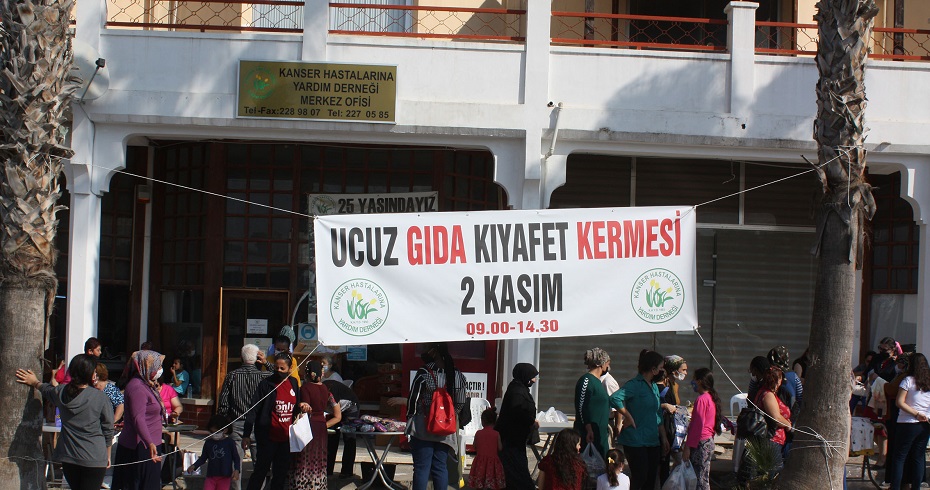 KANSER HASTALARINA
YARDIM DERNEĞİ
MERKEZ OFİSİ
Tel-Fax:228 98 07 Tel: 227 05 85
25 YAŞINDAYIZ
UCUZ GIDA KIYAFET KERMESİ
2 KASIM
09.00-14.30
KANSER HASTALARINA
YARDIM DERNEĞİ
KANSER HASTALARINA
YARDIM DERNEĞİ